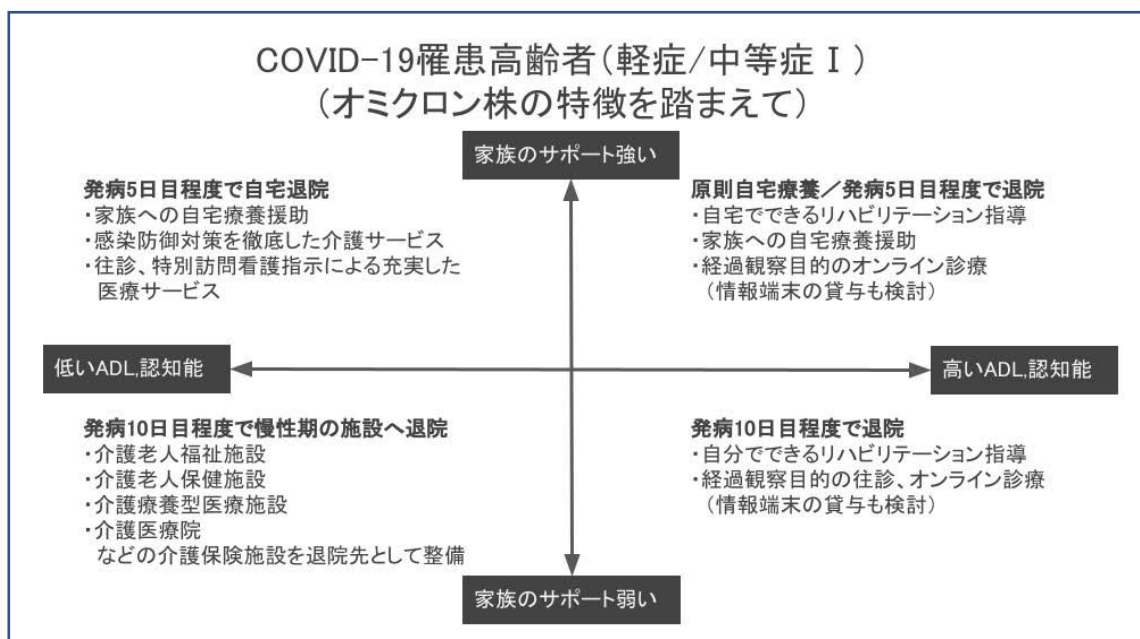 COVID-19罹患高齢者（軽症/中等症Ⅰ）
（オミクロン株の特徴を踏まえて）
家族のサポート強い
発病5日目程度で自宅退院
・家族への自宅療養援助
・感染防御対策を徹底した介護サービス
・往診、特別訪問看護指示による充実した
医療サービス
原則自宅療養／発病5日目程度で退院
・自宅でできるリハビリテーション指導
・家族への自宅療養援助
・経過観察目的のオンライン診療
（情報端末の貸与も検討）
低いADL,認知能
高いADL,認知能
発病10日目程度で慢性期の施設へ退院
・介護老人福祉施設
・介護老人保健施設
・介護療養型医療施設
・介護医療院
などの介護保険施設を退院先として整備
発病10日目程度で退院
・自分でできるリハビリテーション指導
・経過観察目的の往診、オンライン診療
（情報端末の貸与も検討）
家族のサポート弱い